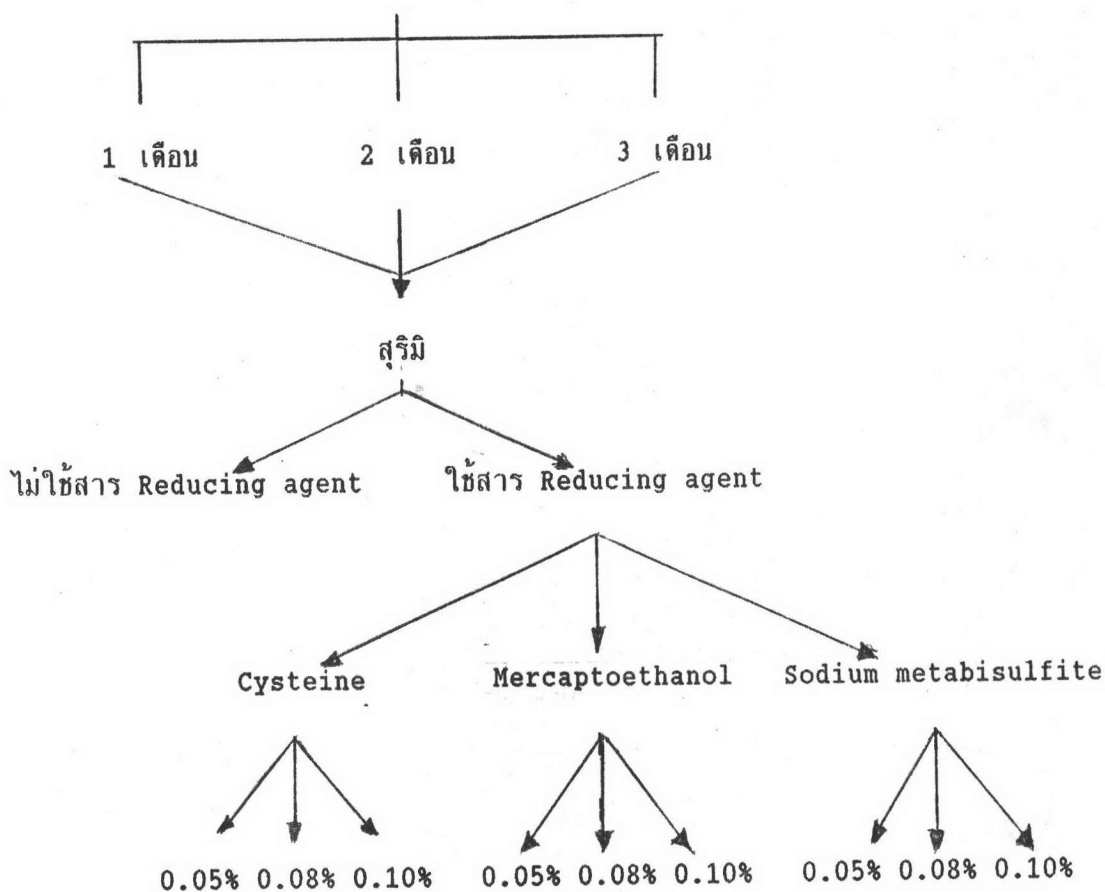 1 เดือน 2 เดือน 3 เดือน
สุริมิ
ไม่ใช้สาร Reducing agent ใช้สาร Reducing agent
Cysteine Mercaptoethanol Sodium metabisulfite
0.05% 0.08% 0.10% 0.05% 0.08% 0.10% 0.05% 0.08% 0.10%